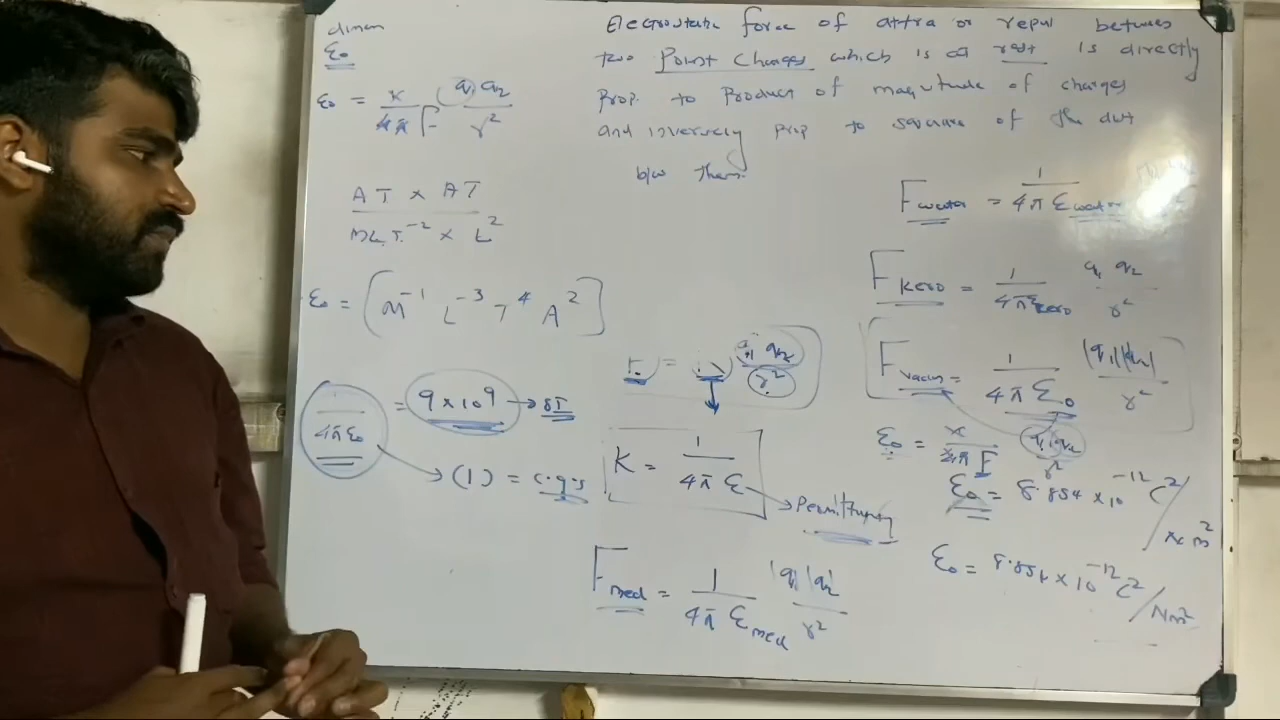 dimen
ε₀
ε₀ = x/4π F q₁ q₂/r²
A T x A T
MLT⁻² x L²
ε₀ = [M⁻¹ L⁻³ T⁴ A²]
4πε₀ = 9 x 10⁹ → SI
→ (1) = c.g.s
Electrostatic force of attra or repul between
two Point Charges which is at rest is directly
prop. to product of magnitude of charges
and inversely prop to square of the dist
b/w them.
F water = 1/4π ε water
F kero = 1/4π ε kero q₁ q₂/r²
F vacuum = 1/4π ε₀ |q₁||q₂|/r²
q₁ q₂/r²
K = 1/4π ε → Permittivity
F med = 1/4π ε med |q₁|q₂/r²
ε₀ = x/4π F q₁ q₂/r²
ε₀ = 8.854 x 10⁻¹² C²/N m²
ε₀ = 8.854 x 10⁻¹² C²/Nm²